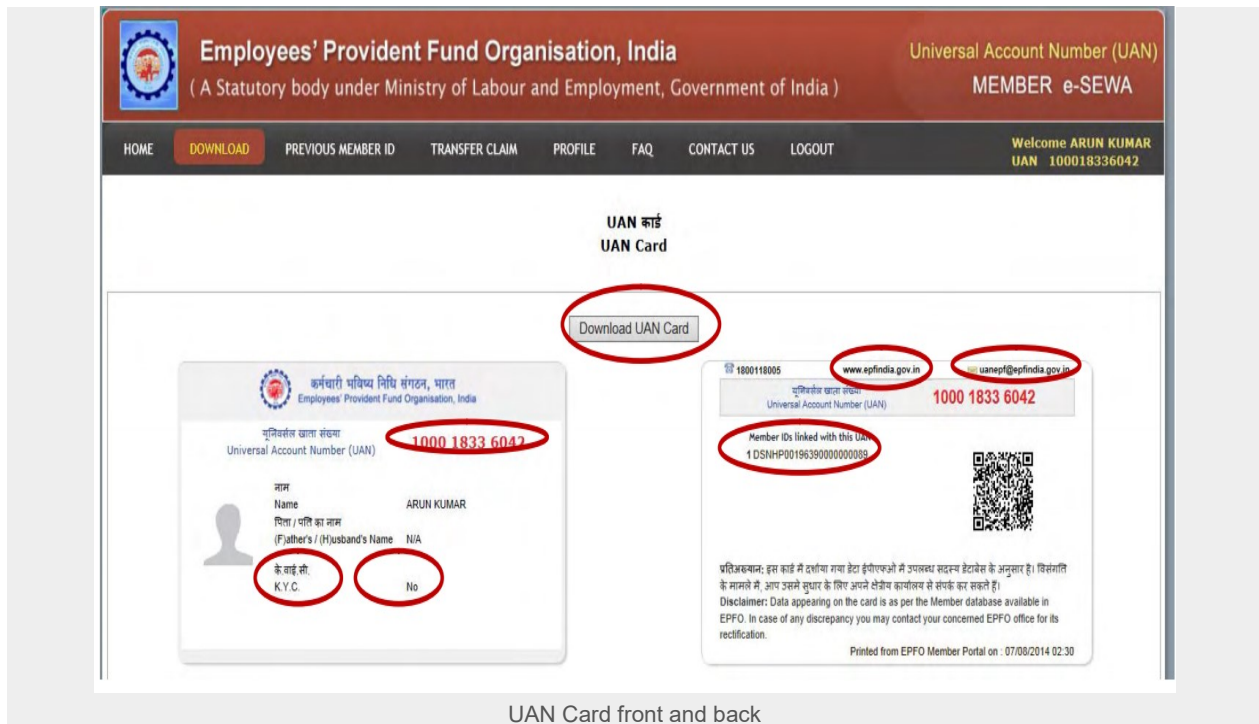 Employees' Provident Fund Organisation, India
( A Statutory body under Ministry of Labour and Employment, Government of India )
Universal Account Number (UAN)
MEMBER e-SEWA
HOME DOWNLOAD PREVIOUS MEMBER ID TRANSFER CLAIM PROFILE FAQ CONTACT US LOGOUT
Welcome ARUN KUMAR
UAN 100018336042
UAN कार्ड
UAN Card
Download UAN Card
कर्मचारी भविष्य निधि संगठन, भारत
Employees' Provident Fund Organisation, India
यूनिवर्सल खाता संख्या
Universal Account Number (UAN)
1000 1833 6042
नाम
Name ARUN KUMAR
पिता / पति का नाम
(F)ather's / (H)usband's Name N/A
के.वाई.सी.
K.Y.C. No
1800118005 www.epfindia.gov.in uanepf@epfindia.gov.in
यूनिवर्सल खाता संख्या
Universal Account Number (UAN)
1000 1833 6042
Member IDs linked with this UAN
1 DSNHP00196390000000089
प्रतिअख्यान: इस कार्ड में दर्शाया गया डेटा ईपीएफओ में उपलब्ध सदस्य डेटाबेस के अनुसार है। विसंगति
के मामले में, आप उसमे सुधार के लिए अपने क्षेत्रीय कार्यालय से संपर्क कर सकते हैं।
Disclaimer: Data appearing on the card is as per the Member database available in
EPFO. In case of any discrepancy you may contact your concerned EPFO office for its
rectification.
Printed from EPFO Member Portal on : 07/08/2014 02:30
UAN Card front and back